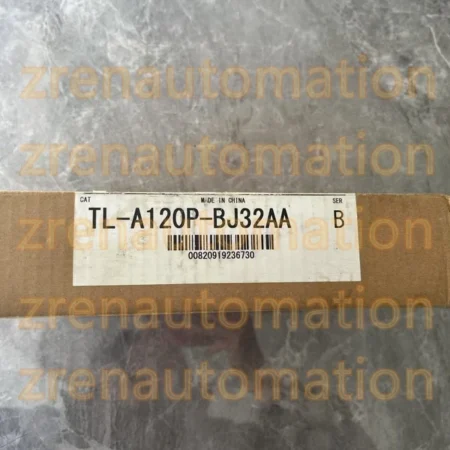 zrenautomation
zrenautomation
CAT MADE IN CHINA SER
TL-A120P-BJ32AA B
zrenautomation
00820919236730
zrenautomation
zrenautomation